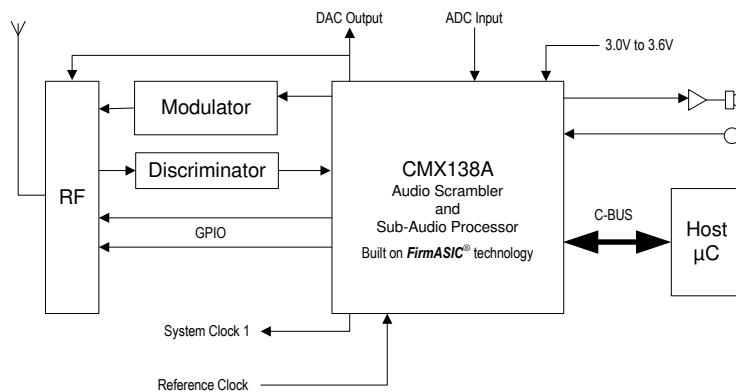 DAC Output
ADC Input
3.0V to 3.6V
Modulator
Discriminator
RF
CMX138A
Audio Scrambler
and
Sub-Audio Processor
Built on FirmASIC® technology
GPIO
C-BUS
Host
µC
System Clock 1
Reference Clock